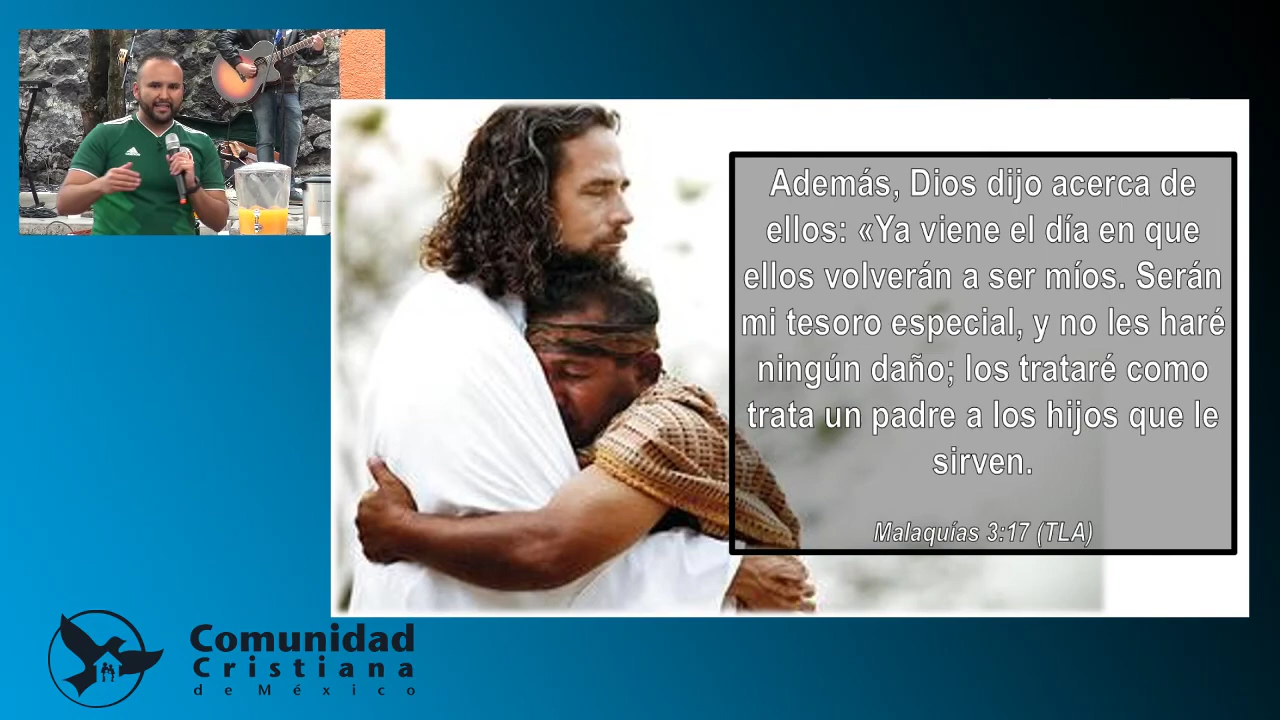 Además, Dios dijo acerca de
ellos: «Ya viene el día en que
ellos volverán a ser míos. Serán
mi tesoro especial, y no les haré
ningún daño; los trataré como
trata un padre a los hijos que le
sirven.
Malaquías 3:17 (TLA)
Comunidad
Cristiana
de México